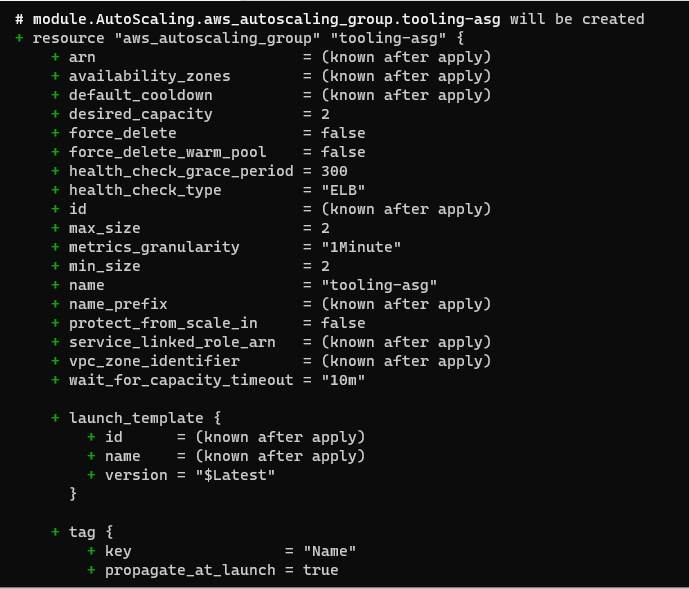 # module.AutoScaling.aws_autoscaling_group.tooling-asg will be created
+ resource "aws_autoscaling_group" "tooling-asg" {
    + arn                       = (known after apply)
    + availability_zones        = (known after apply)
    + default_cooldown          = (known after apply)
    + desired_capacity          = 2
    + force_delete              = false
    + force_delete_warm_pool    = false
    + health_check_grace_period = 300
    + health_check_type         = "ELB"
    + id                        = (known after apply)
    + max_size                  = 2
    + metrics_granularity       = "1Minute"
    + min_size                  = 2
    + name                      = "tooling-asg"
    + name_prefix               = (known after apply)
    + protect_from_scale_in     = false
    + service_linked_role_arn   = (known after apply)
    + vpc_zone_identifier       = (known after apply)
    + wait_for_capacity_timeout = "10m"

    + launch_template {
        + id      = (known after apply)
        + name    = (known after apply)
        + version = "$Latest"
      }

    + tag {
        + key                 = "Name"
        + propagate_at_launch = true